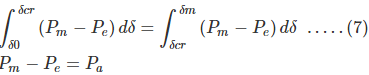 ∫_{δ0}^{δcr} (P_m − P_e) dδ = ∫_{δcr}^{δm} (P_m − P_e) dδ .....(7)
P_m − P_e = P_a